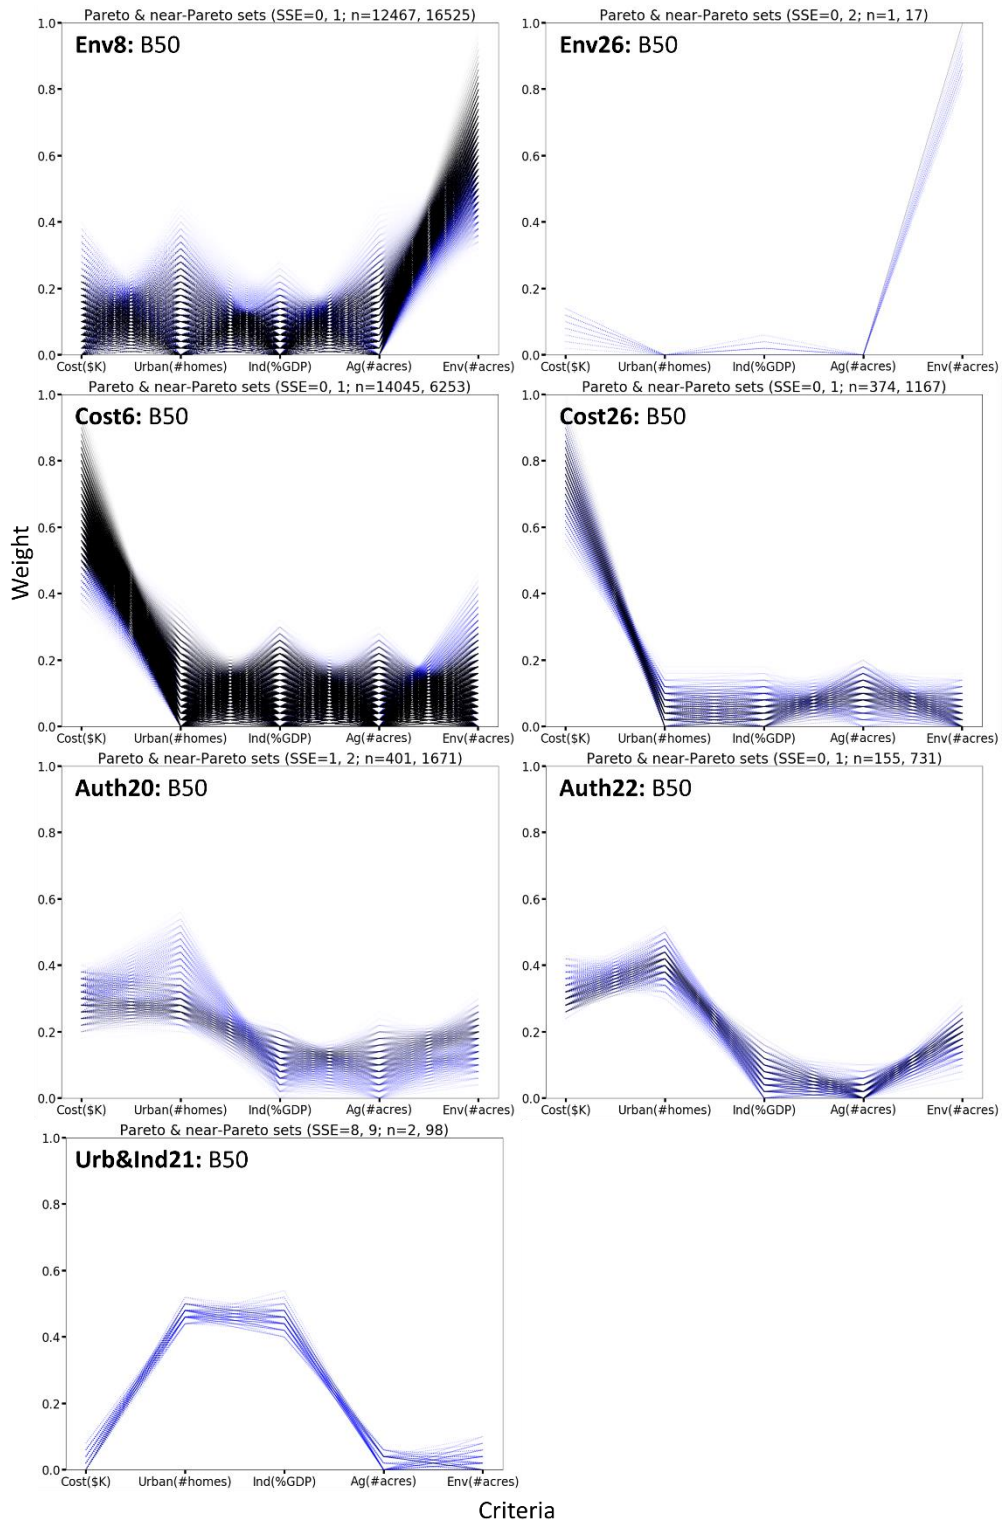 Pareto & near-Pareto sets (SSE=0, 1; n=12467, 16525)
Env8: B50
1.0
0.8
0.6
0.4
0.2
0.0
Cost($K) Urban(#homes) Ind(%GDP) Ag(#acres) Env(#acres)
Pareto & near-Pareto sets (SSE=0, 2; n=1, 17)
Env26: B50
1.0
0.8
0.6
0.4
0.2
0.0
Cost($K) Urban(#homes) Ind(%GDP) Ag(#acres) Env(#acres)
Pareto & near-Pareto sets (SSE=0, 1; n=14045, 6253)
Cost6: B50
1.0
0.8
0.6
0.4
0.2
0.0
Cost($K) Urban(#homes) Ind(%GDP) Ag(#acres) Env(#acres)
Pareto & near-Pareto sets (SSE=0, 1; n=374, 1167)
Cost26: B50
1.0
0.8
0.6
0.4
0.2
0.0
Cost($K) Urban(#homes) Ind(%GDP) Ag(#acres) Env(#acres)
Weight
Pareto & near-Pareto sets (SSE=1, 2; n=401, 1671)
Auth20: B50
1.0
0.8
0.6
0.4
0.2
0.0
Cost($K) Urban(#homes) Ind(%GDP) Ag(#acres) Env(#acres)
Pareto & near-Pareto sets (SSE=0, 1; n=155, 731)
Auth22: B50
1.0
0.8
0.6
0.4
0.2
0.0
Cost($K) Urban(#homes) Ind(%GDP) Ag(#acres) Env(#acres)
Pareto & near-Pareto sets (SSE=8, 9; n=2, 98)
Urb&Ind21: B50
1.0
0.8
0.6
0.4
0.2
0.0
Cost($K) Urban(#homes) Ind(%GDP) Ag(#acres) Env(#acres)
Criteria